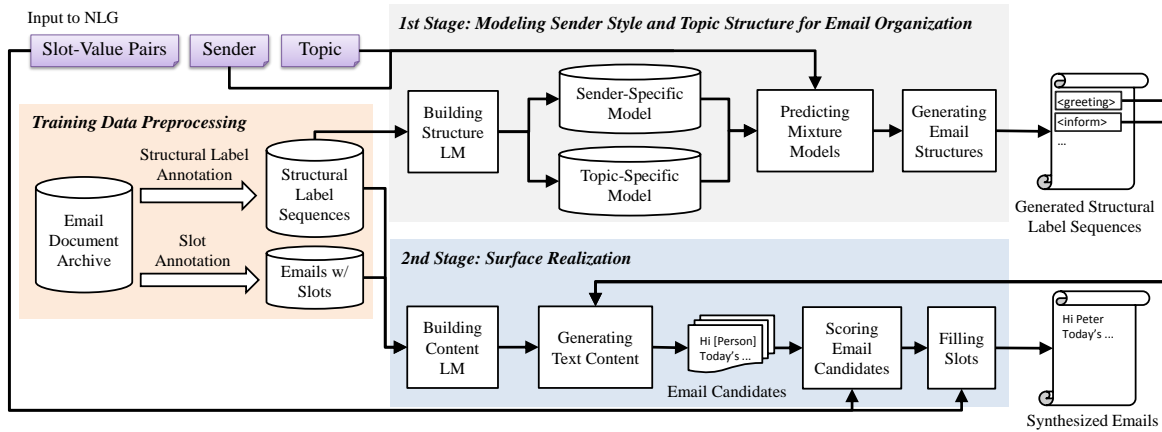 Input to NLG
Slot-Value Pairs
Sender
Topic
1st Stage: Modeling Sender Style and Topic Structure for Email Organization
Building
Structure
LM
Sender-Specific
Model
Topic-Specific
Model
Predicting
Mixture
Models
Generating
Email
Structures
<greeting>
<inform>
...
Generated Structural
Label Sequences
Training Data Preprocessing
Email
Document
Archive
Structural Label
Annotation
Slot
Annotation
Structural
Label
Sequences
Emails w/
Slots
2nd Stage: Surface Realization
Building
Content
LM
Generating
Text Content
Hi [Person]
Today's ...
Email Candidates
Scoring
Email
Candidates
Filling
Slots
Hi Peter
Today's ...
Synthesized Emails